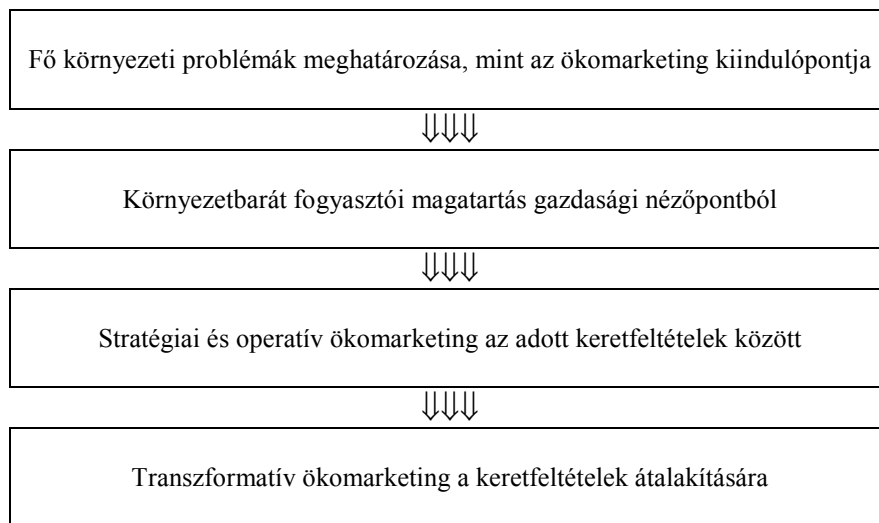 Fő környezeti problémák meghatározása, mint az ökomarketing kiindulópontja
⇓⇓⇓
Környezetbarát fogyasztói magatartás gazdasági nézőpontból
⇓⇓⇓
Stratégiai és operatív ökomarketing az adott keretfeltételek között
⇓⇓⇓
Transzformatív ökomarketing a keretfeltételek átalakítására